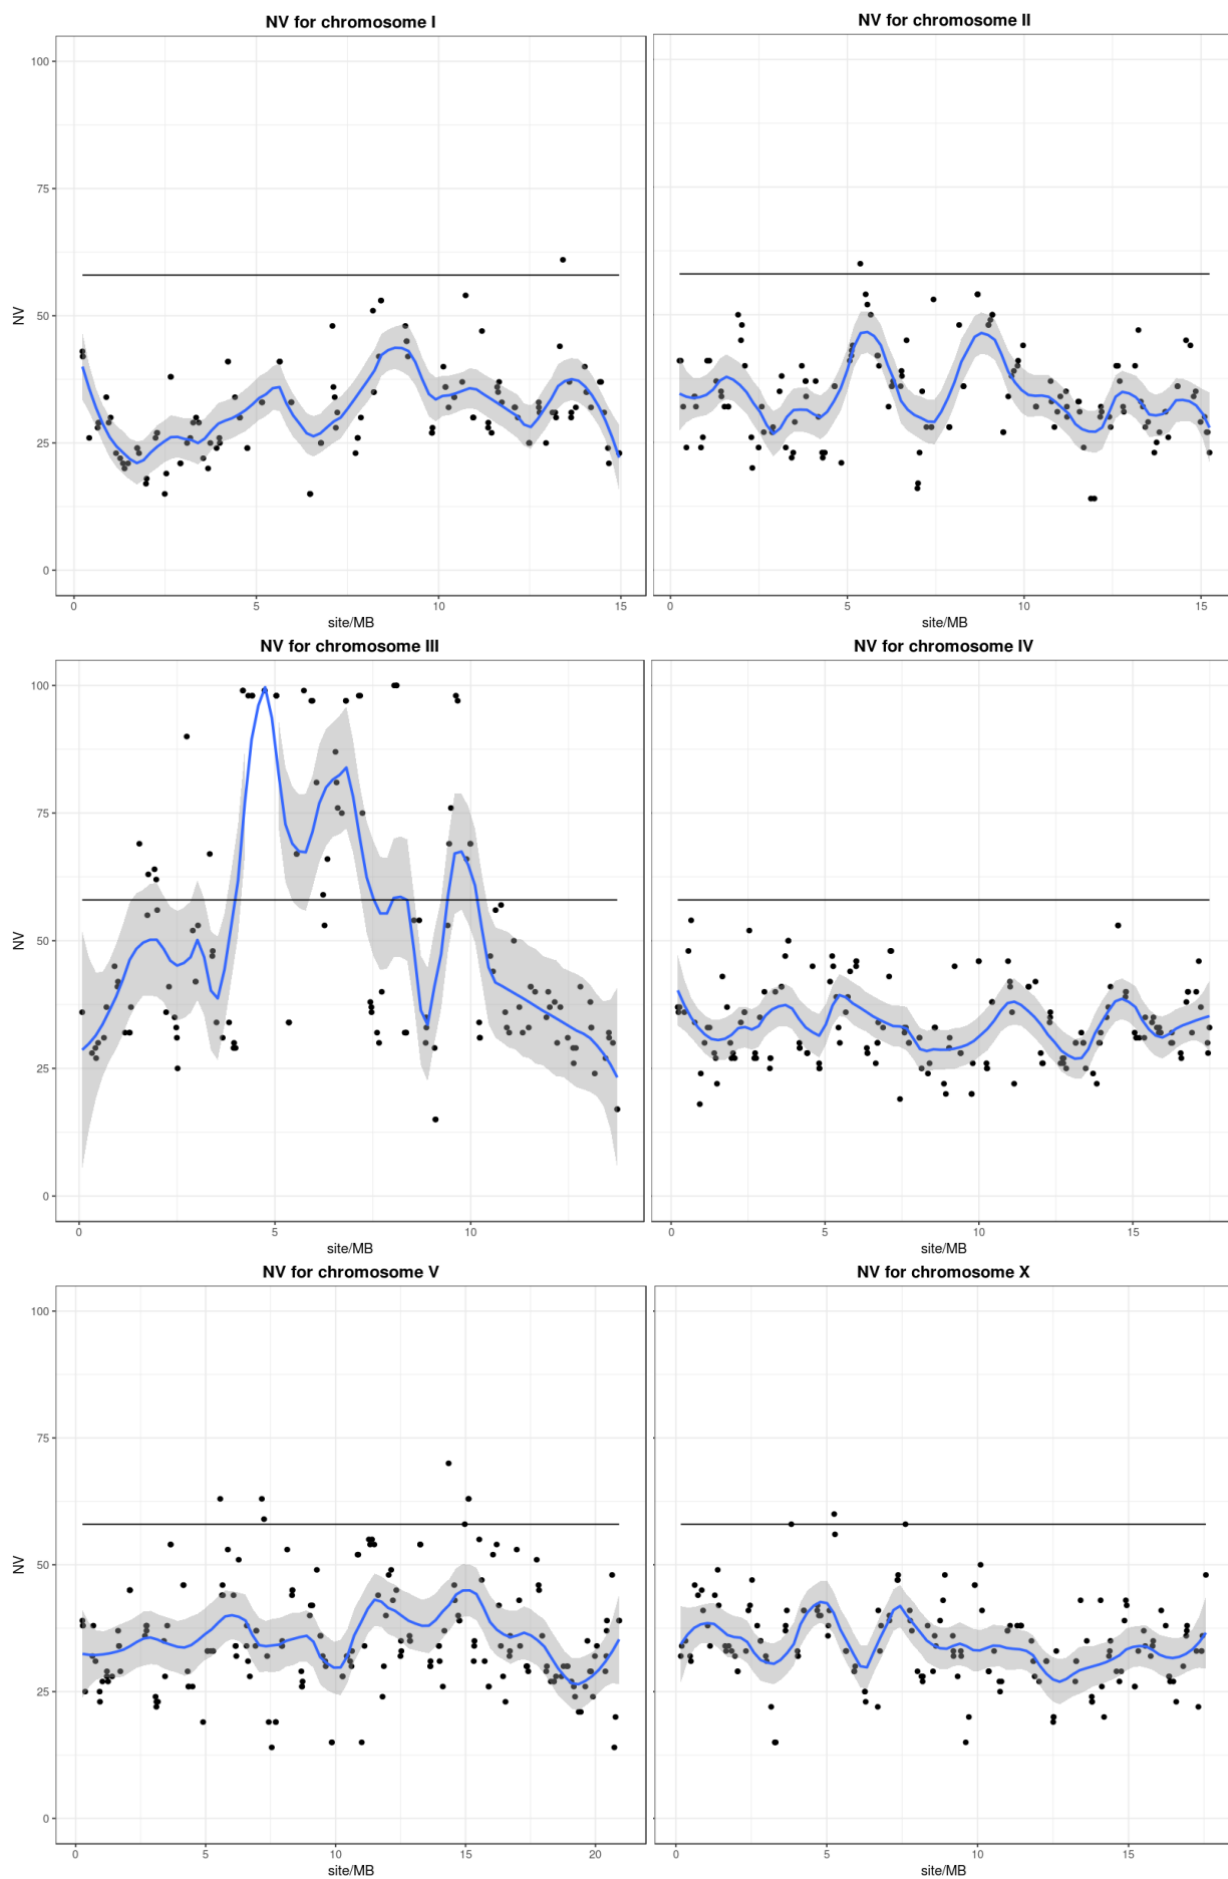 NV for chromosome I
NV
100
75
50
25
0
0 5 10 15
site/MB
NV for chromosome II
0 5 10 15
site/MB
NV for chromosome III
NV
100
75
50
25
0
0 5 10
site/MB
NV for chromosome IV
0 5 10 15
site/MB
NV for chromosome V
NV
100
75
50
25
0
0 5 10 15 20
site/MB
NV for chromosome X
0 5 10 15
site/MB